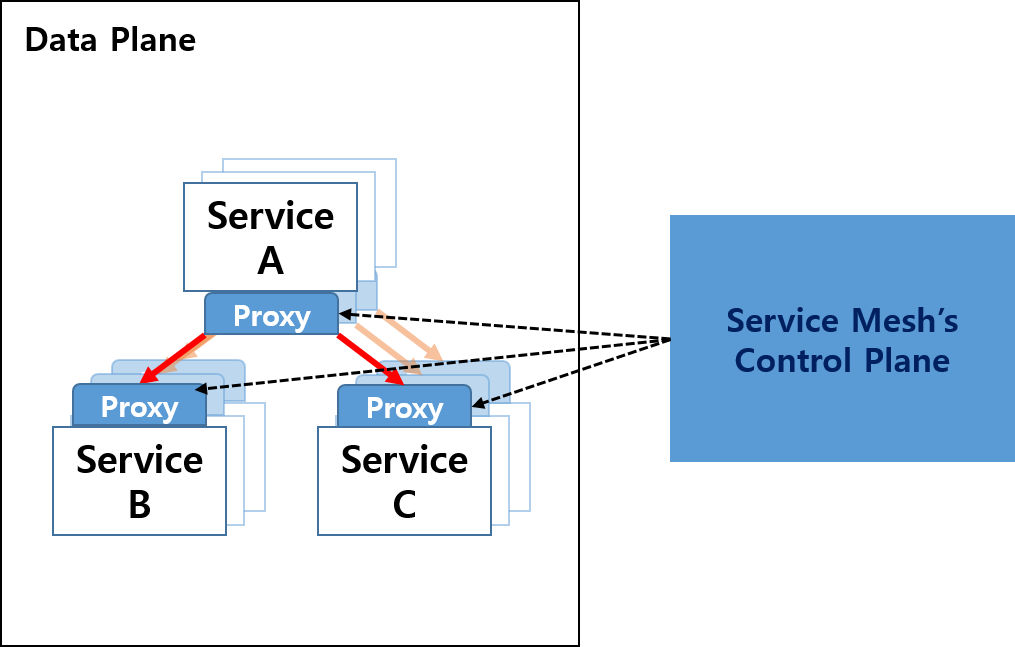 Data Plane
Service
A
Proxy
Proxy
Service
B
Proxy
Service
C
Service Mesh’s
Control Plane